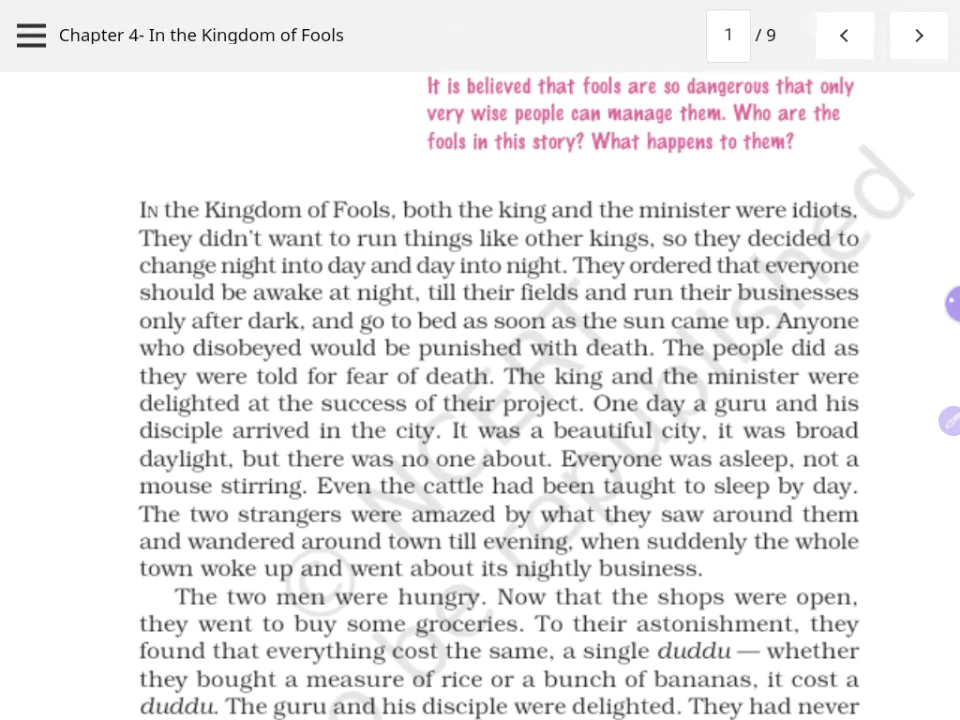 Chapter 4- In the Kingdom of Fools
1 / 9
It is believed that fools are so dangerous that only
very wise people can manage them. Who are the
fools in this story? What happens to them?
IN the Kingdom of Fools, both the king and the minister were idiots.
They didn't want to run things like other kings, so they decided to
change night into day and day into night. They ordered that everyone
should be awake at night, till their fields and run their businesses
only after dark, and go to bed as soon as the sun came up. Anyone
who disobeyed would be punished with death. The people did as
they were told for fear of death. The king and the minister were
delighted at the success of their project. One day a guru and his
disciple arrived in the city. It was a beautiful city, it was broad
daylight, but there was no one about. Everyone was asleep, not a
mouse stirring. Even the cattle had been taught to sleep by day.
The two strangers were amazed by what they saw around them
and wandered around town till evening, when suddenly the whole
town woke up and went about its nightly business.
The two men were hungry. Now that the shops were open,
they went to buy some groceries. To their astonishment, they
found that everything cost the same, a single duddu — whether
they bought a measure of rice or a bunch of bananas, it cost a
duddu. The guru and his disciple were delighted. They had never
© NCERT
be republished